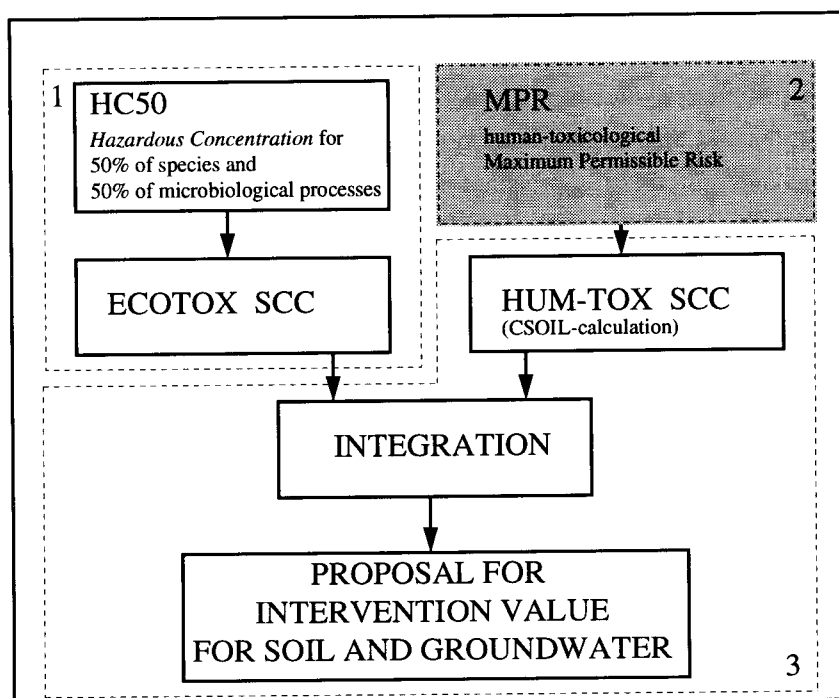 1
HC50
Hazardous Concentration for
50% of species and
50% of microbiological processes
ECOTOX SCC
2
MPR
human-toxicological
Maximum Permissible Risk
HUM-TOX SCC
(CSOIL-calculation)
INTEGRATION
PROPOSAL FOR
INTERVENTION VALUE
FOR SOIL AND GROUNDWATER
3